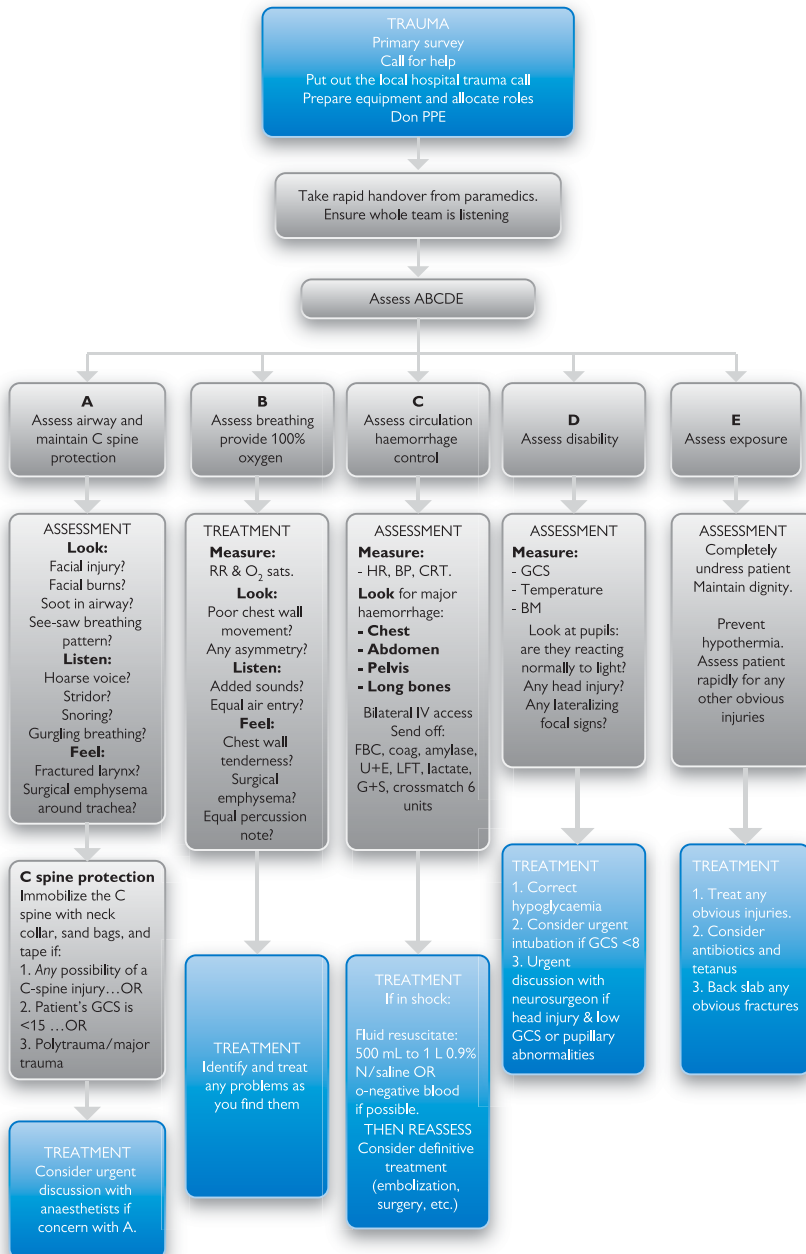 TRAUMA
Primary survey
Call for help
Put out the local hospital trauma call
Prepare equipment and allocate roles
Don PPE
Take rapid handover from paramedics.
Ensure whole team is listening
Assess ABCDE
A
Assess airway and
maintain C spine
protection
B
Assess breathing
provide 100%
oxygen
C
Assess circulation
haemorrhage
control
D
Assess disability
E
Assess exposure
ASSESSMENT
Look:
Facial injury?
Facial burns?
Soot in airway?
See-saw breathing
pattern?
Listen:
Hoarse voice?
Stridor?
Snoring?
Gurgling breathing?
Feel:
Fractured larynx?
Surgical emphysema
around trachea?
TREATMENT
Measure:
RR & O₂ sats.
Look:
Poor chest wall
movement?
Any asymmetry?
Listen:
Added sounds?
Equal air entry?
Feel:
Chest wall
tenderness?
Surgical
emphysema?
Equal percussion
note?
ASSESSMENT
Measure:
- HR, BP, CRT.
Look for major
haemorrhage:
- Chest
- Abdomen
- Pelvis
- Long bones
Bilateral IV access
Send off:
FBC, coag, amylase,
U+E, LFT, lactate,
G+S, crossmatch 6
units
ASSESSMENT
Measure:
- GCS
- Temperature
- BM
Look at pupils:
are they reacting
normally to light?
Any head injury?
Any lateralizing
focal signs?
ASSESSMENT
Completely
undress patient
Maintain dignity.
Prevent
hypothermia.
Assess patient
rapidly for any
other obvious
injuries
C spine protection
Immobilize the C
spine with neck
collar, sand bags, and
tape if:
1. Any possibility of a
C-spine injury…OR
2. Patient's GCS is
<15 …OR
3. Polytrauma/major
trauma
TREATMENT
Consider urgent
discussion with
anaesthetists if
concern with A.
TREATMENT
Identify and treat
any problems as
you find them
TREATMENT
If in shock:
Fluid resuscitate:
500 mL to 1 L 0.9%
N/saline OR
o-negative blood
if possible.
THEN REASSESS
Consider definitive
treatment
(embolization,
surgery, etc.)
TREATMENT
1. Correct
hypoglycaemia
2. Consider urgent
intubation if GCS <8
3. Urgent
discussion with
neurosurgeon if
head injury & low
GCS or pupillary
abnormalities
TREATMENT
1. Treat any
obvious injuries.
2. Consider
antibiotics and
tetanus
3. Back slab any
obvious fractures